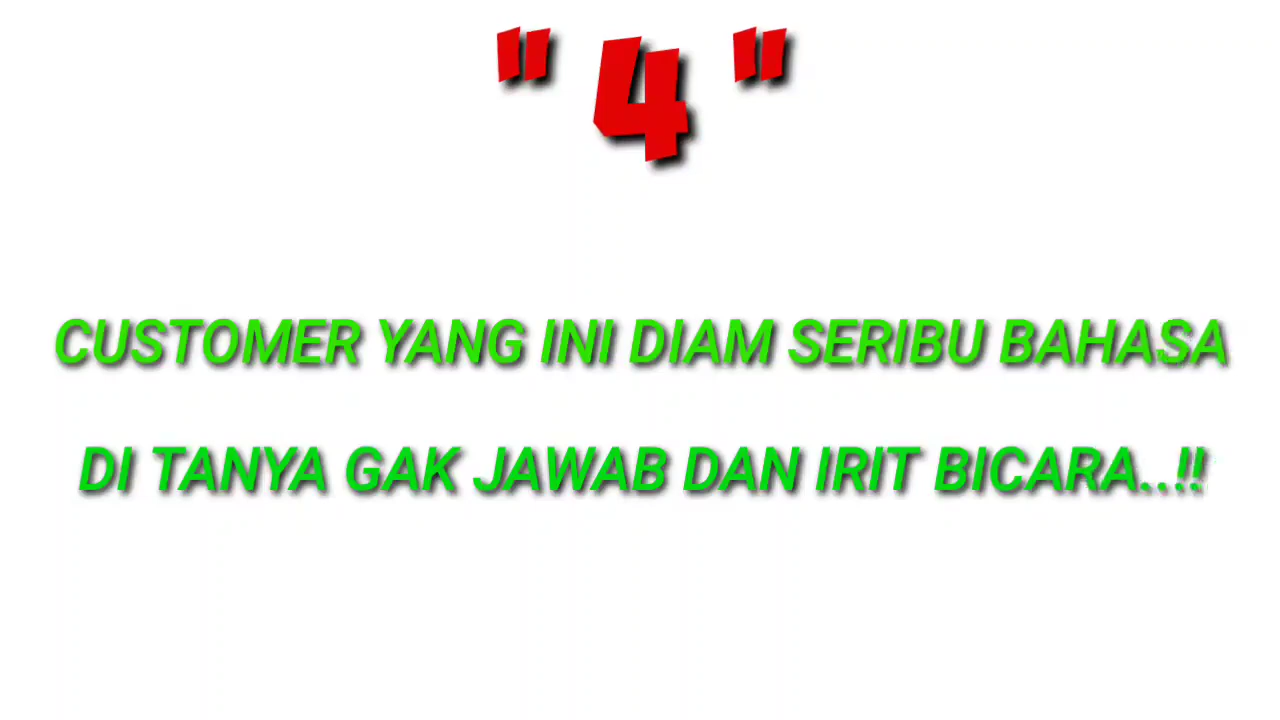 " 4 "
CUSTOMER YANG INI DIAM SERIBU BAHASA
DI TANYA GAK JAWAB DAN IRIT BICARA..!!